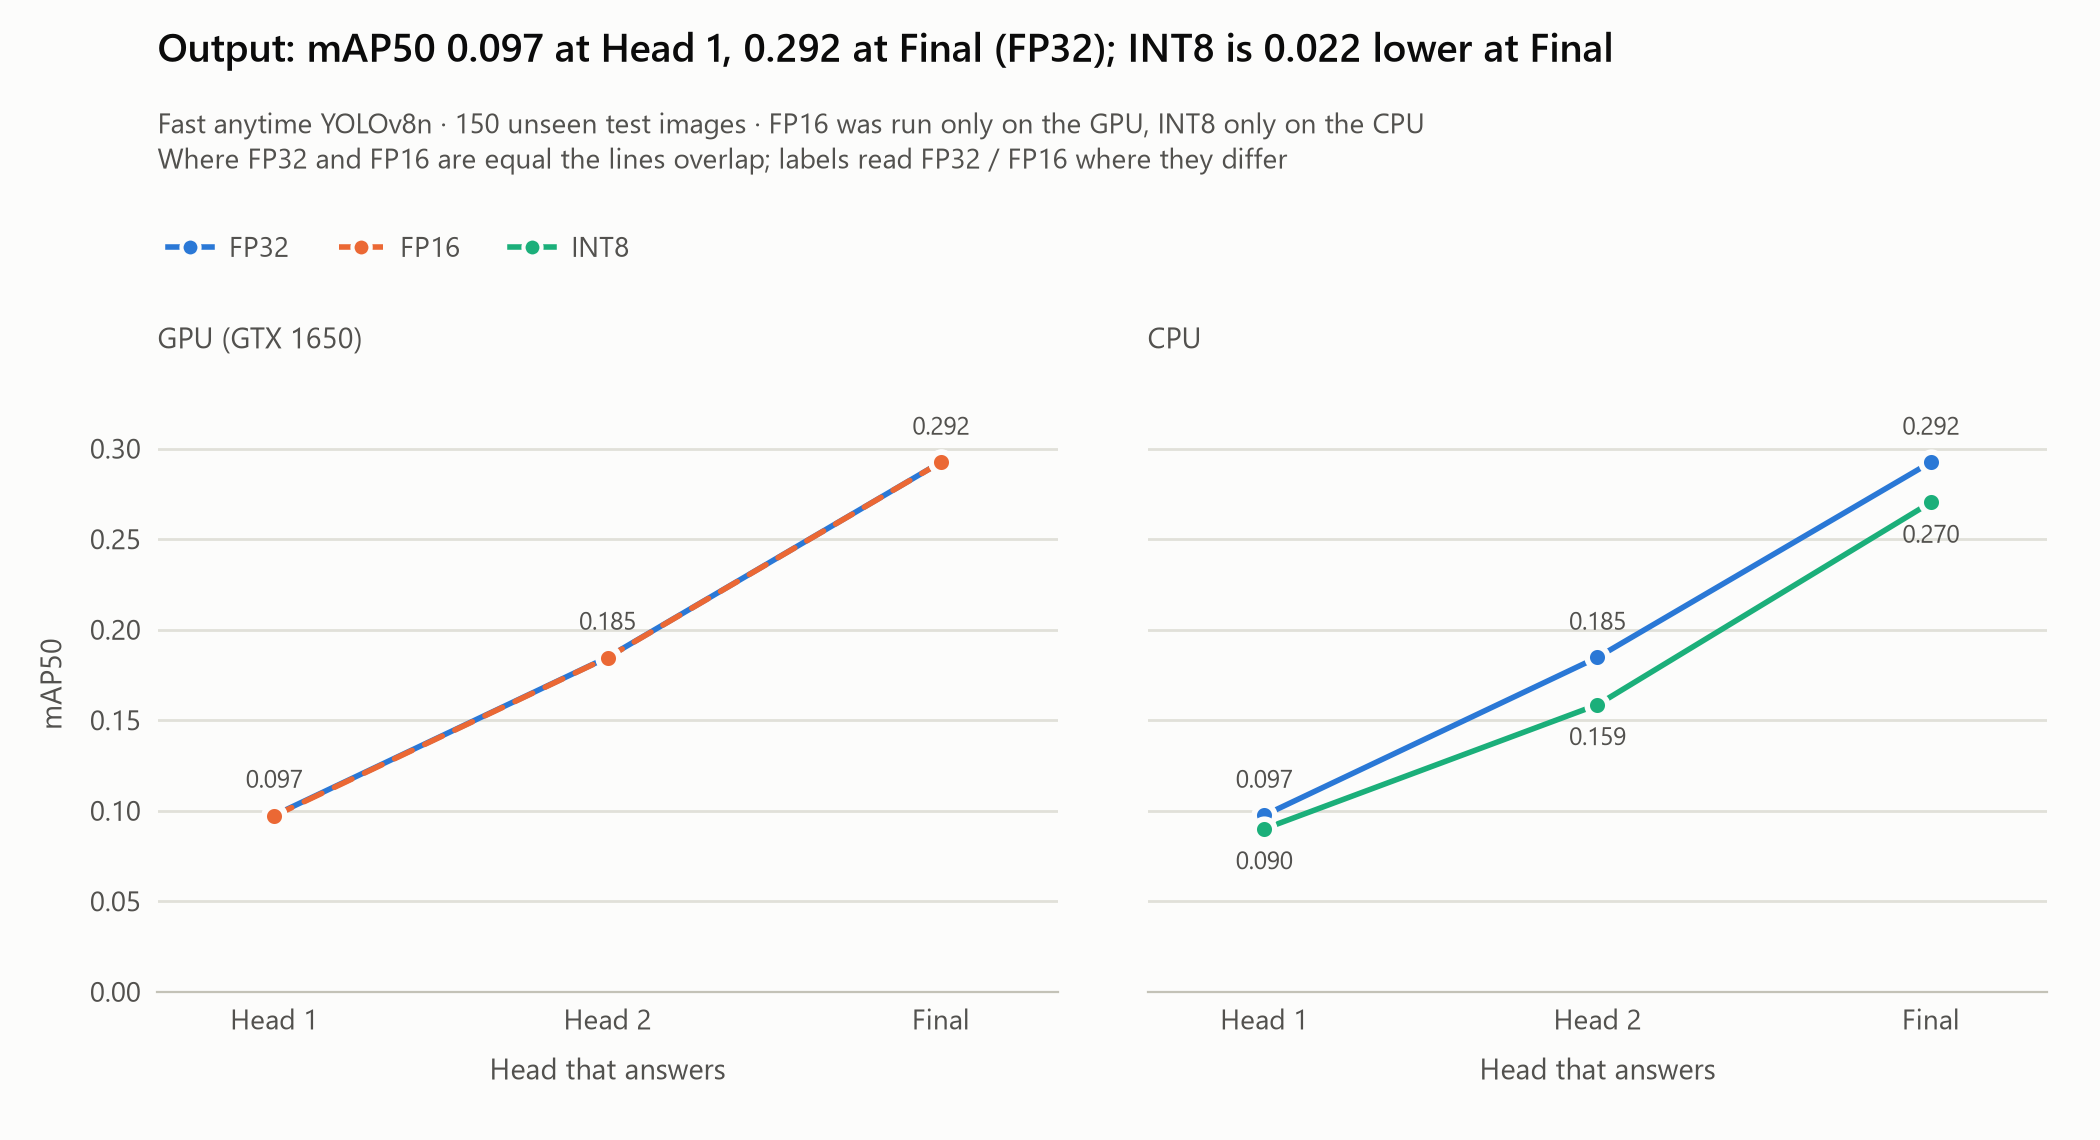 Output: mAP50 0.097 at Head 1, 0.292 at Final (FP32); INT8 is 0.022 lower at Final
Fast anytime YOLOv8n · 150 unseen test images · FP16 was run only on the GPU, INT8 only on the CPU
Where FP32 and FP16 are equal the lines overlap; labels read FP32 / FP16 where they differ
FP32 FP16 INT8
GPU (GTX 1650)
0.292
0.185
0.097
0.30
0.25
0.20
0.15
0.10
0.05
0.00
mAP50
Head 1 Head 2 Final
Head that answers
CPU
0.292
0.270
0.185
0.159
0.097
0.090
Head 1 Head 2 Final
Head that answers